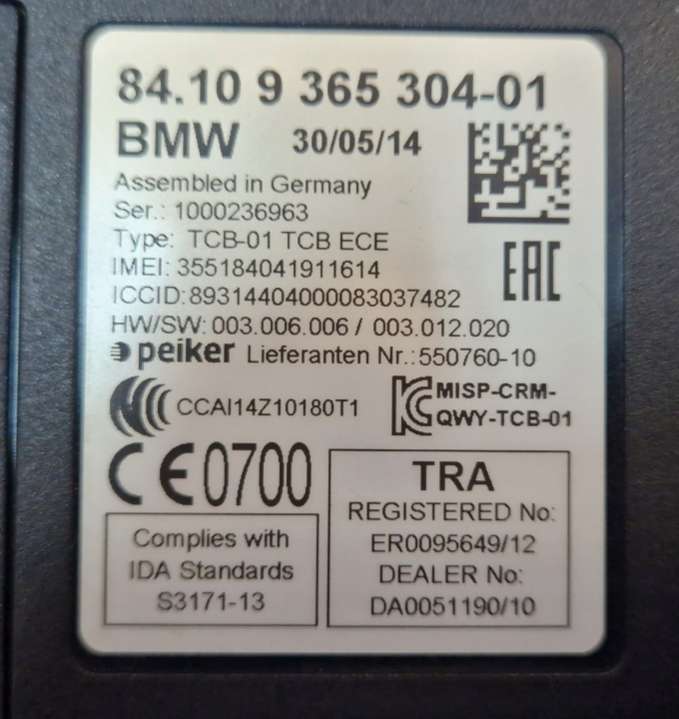 84.10 9 365 304-01
BMW 30/05/14
Assembled in Germany
Ser.: 1000236963
Type: TCB-01 TCB ECE
IMEI: 355184041911614
ICCID: 89314404000083037482
HW/SW: 003.006.006 / 003.012.020
peiker Lieferanten Nr.: 550760-10
EAC
CCAI14Z10180T1
MISP-CRM-
QWY-TCB-01
CE0700
Complies with
IDA Standards
S3171-13
TRA
REGISTERED No:
ER0095649/12
DEALER No:
DA0051190/10